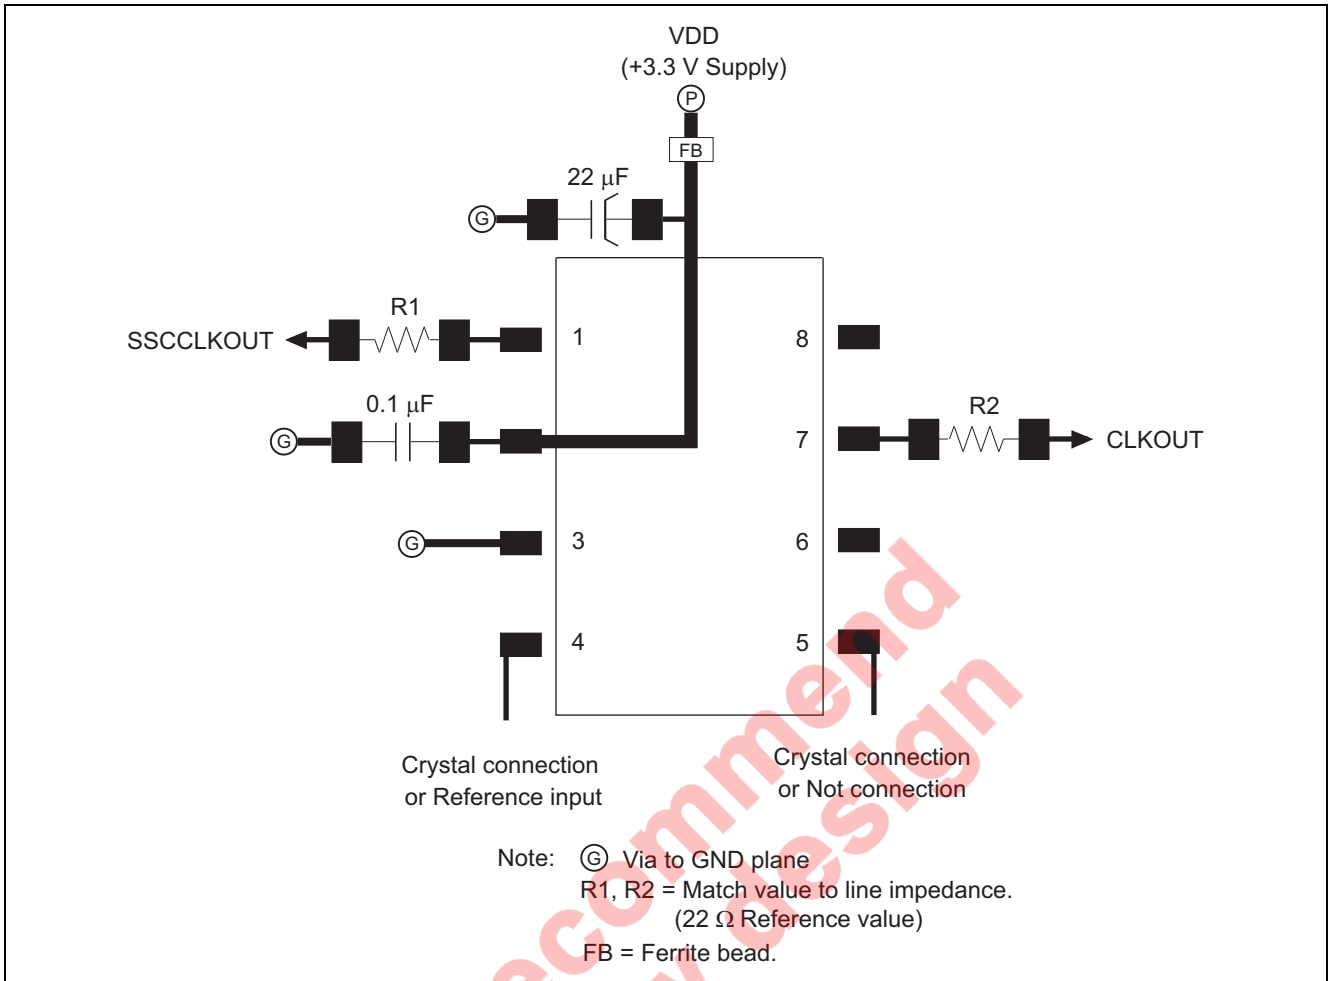 VDD
(+3.3 V Supply)
P
FB
22 μF
G
R1
1
8
SSCCLKOUT
0.1 μF
R2
G
7
CLKOUT
G
3
6
4
5
Crystal connection
or Reference input
Crystal connection
or Not connection
Note: G Via to GND plane
R1, R2 = Match value to line impedance.
(22 Ω Reference value)
FB = Ferrite bead.
ecommend
design